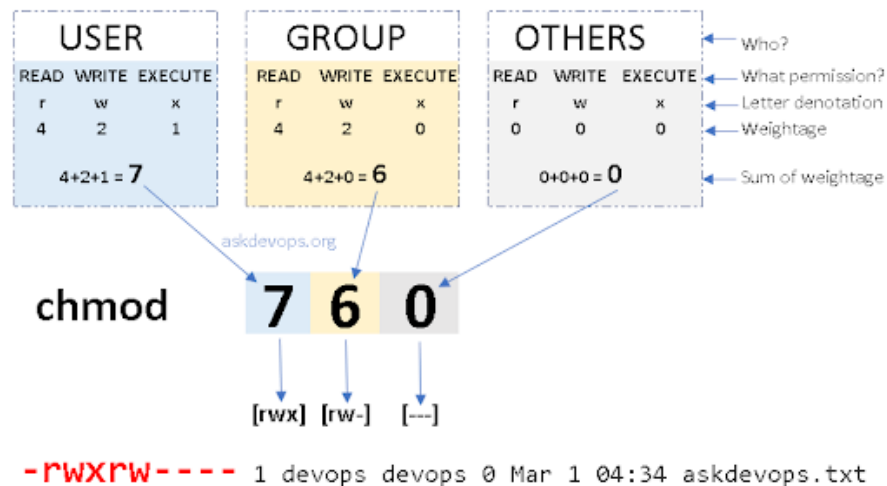 USER GROUP OTHERS Who?
READ WRITE EXECUTE READ WRITE EXECUTE READ WRITE EXECUTE What permission?
r w x r w x r w x Letter denotation
4 2 1 4 2 0 0 0 0 Weightage
4+2+1 = 7 4+2+0 = 6 0+0+0 = 0 Sum of weightage
askdevops.org
chmod 7 6 0
[rwx] [rw-] [---]
-rwxrw---- 1 devops devops 0 Mar 1 04:34 askdevops.txt